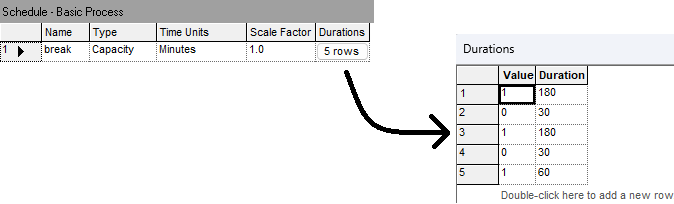 Schedule - Basic Process
Name Type Time Units Scale Factor Durations
1 break Capacity Minutes 1.0 5 rows
Durations
Value Duration
1 1 180
2 0 30
3 1 180
4 0 30
5 1 60
Double-click here to add a new row